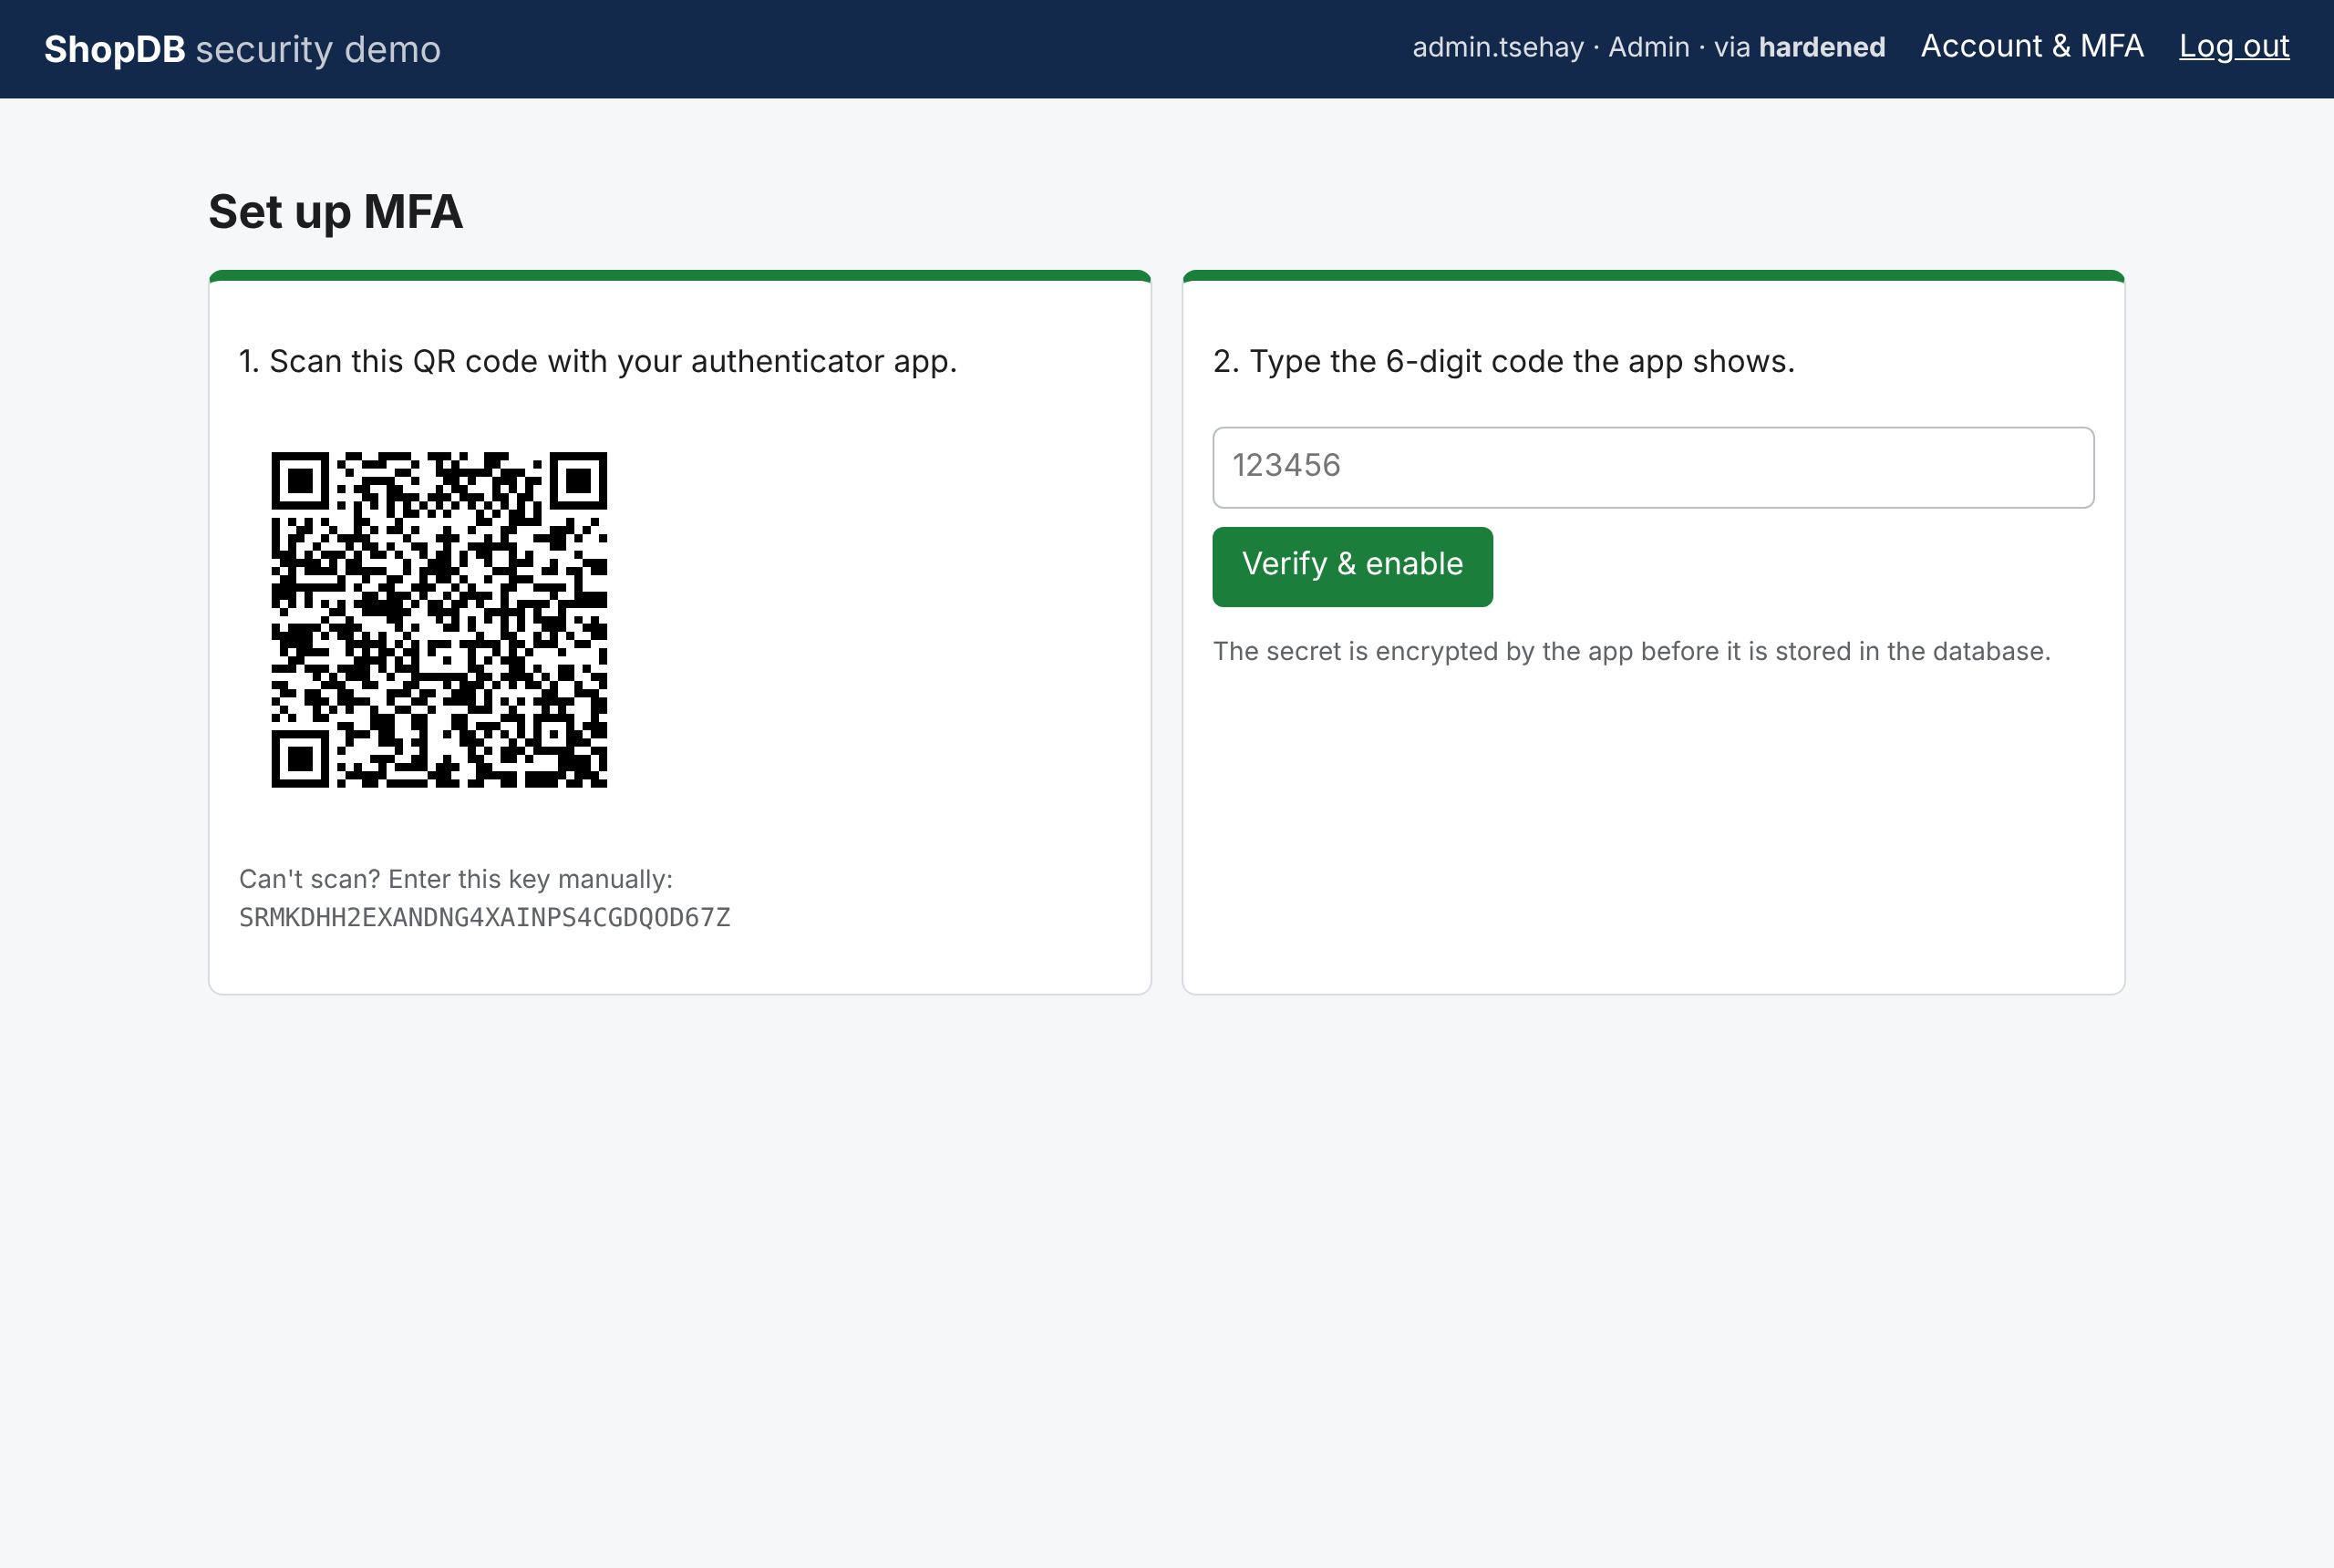 ShopDB security demo
admin.tsehay · Admin · via hardened
Account & MFA
Log out
Set up MFA
1. Scan this QR code with your authenticator app.
Can't scan? Enter this key manually:
SRMKDHH2EXANDNG4XAINPS4CGDQOD67Z
2. Type the 6-digit code the app shows.
123456
Verify & enable
The secret is encrypted by the app before it is stored in the database.